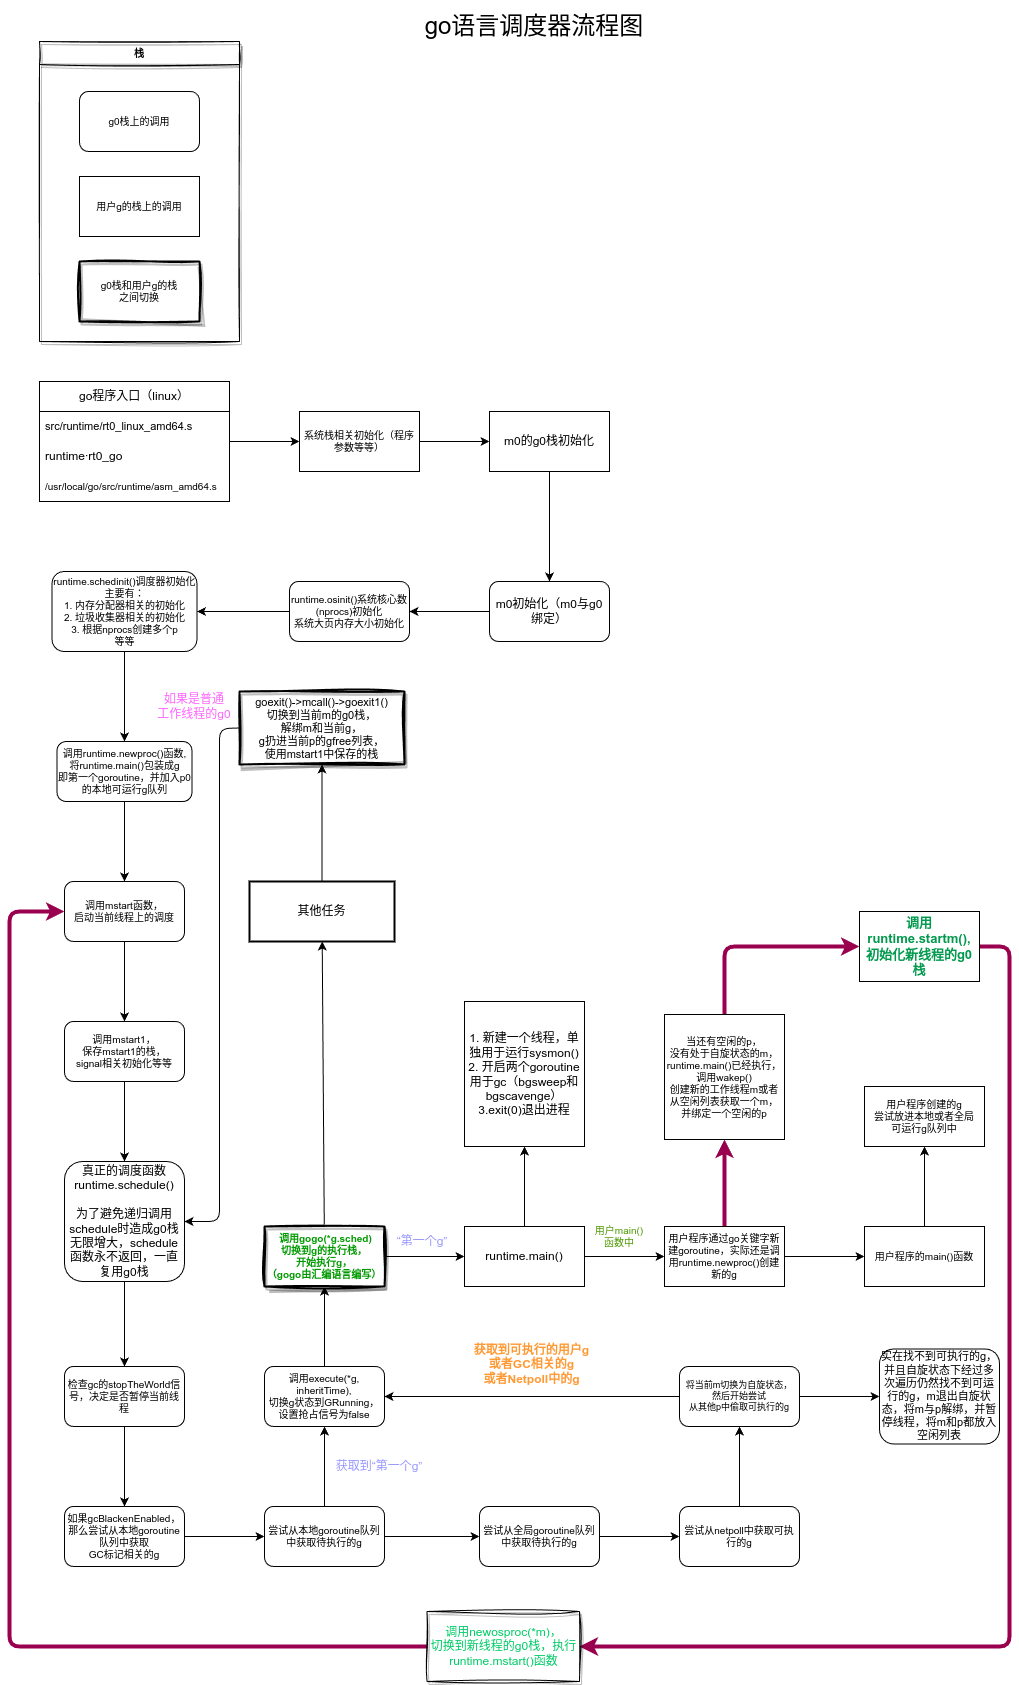 go语言调度器流程图
栈
g0栈上的调用
用户g的栈上的调用
g0栈和用户g的栈
之间切换
go程序入口（linux）
src/runtime/rt0_linux_amd64.s
runtime·rt0_go
/usr/local/go/src/runtime/asm_amd64.s
系统栈相关初始化（程序
参数等等）
m0的g0栈初始化
runtime.schedinit()调度器初始化
主要有：
1. 内存分配器相关的初始化
2. 垃圾收集器相关的初始化
3. 根据nprocs创建多个p
等等
runtime.osinit()系统核心数
(nprocs)初始化
系统大页内存大小初始化
m0初始化（m0与g0
绑定）
如果是普通
工作线程的g0
goexit()->mcall()->goexit1()
切换到当前m的g0栈，
解绑m和当前g，
g扔进当前p的gfree列表，
使用mstart1中保存的栈
调用runtime.newproc()函数,
将runtime.main()包装成g
即第一个goroutine，并加入p0
的本地可运行g队列
调用mstart函数，
启动当前线程上的调度
其他任务
调用
runtime.startm(),
初始化新线程的g0
栈
调用mstart1，
保存mstart1的栈，
signal相关初始化等等
1. 新建一个线程，单
独用于运行sysmon()
2. 开启两个goroutine
用于gc（bgsweep和
bgscavenge）
3.exit(0)退出进程
当还有空闲的p，
没有处于自旋状态的m，
runtime.main()已经执行，
调用wakep()
创建新的工作线程m或者
从空闲列表获取一个m，
并绑定一个空闲的p
用户程序创建的g
尝试放进本地或者全局
可运行g队列中
真正的调度函数
runtime.schedule()
为了避免递归调用
schedule时造成g0栈
无限增大，schedule
函数永不返回，一直
复用g0栈
调用gogo(*g.sched)
切换到g的执行栈，
开始执行g，
（gogo由汇编语言编写）
“第一个g”
runtime.main()
用户main()
函数中
用户程序通过go关键字新
建goroutine，实际还是调
用runtime.newproc()创建
新的g
用户程序的main()函数
获取到可执行的用户g
或者GC相关的g
或者Netpoll中的g
检查gc的stopTheWorld信
号，决定是否暂停当前线
程
调用execute(*g,
inheritTime),
切换g状态到GRunning，
设置抢占信号为false
将当前m切换为自旋状态，
然后开始尝试
从其他p中偷取可执行的g
实在找不到可执行的g，
并且自旋状态下经过多
次遍历仍然找不到可运
行的g，m退出自旋状
态，将m与p解绑，并暂
停线程，将m和p都放入
空闲列表
获取到“第一个g”
如果gcBlackenEnabled，
那么尝试从本地goroutine
队列中获取
GC标记相关的g
尝试从本地goroutine队列
中获取待执行的g
尝试从全局goroutine队列
中获取待执行的g
尝试从netpoll中获取可执
行的g
调用newosproc(*m)，
切换到新线程的g0栈，执行
runtime.mstart()函数